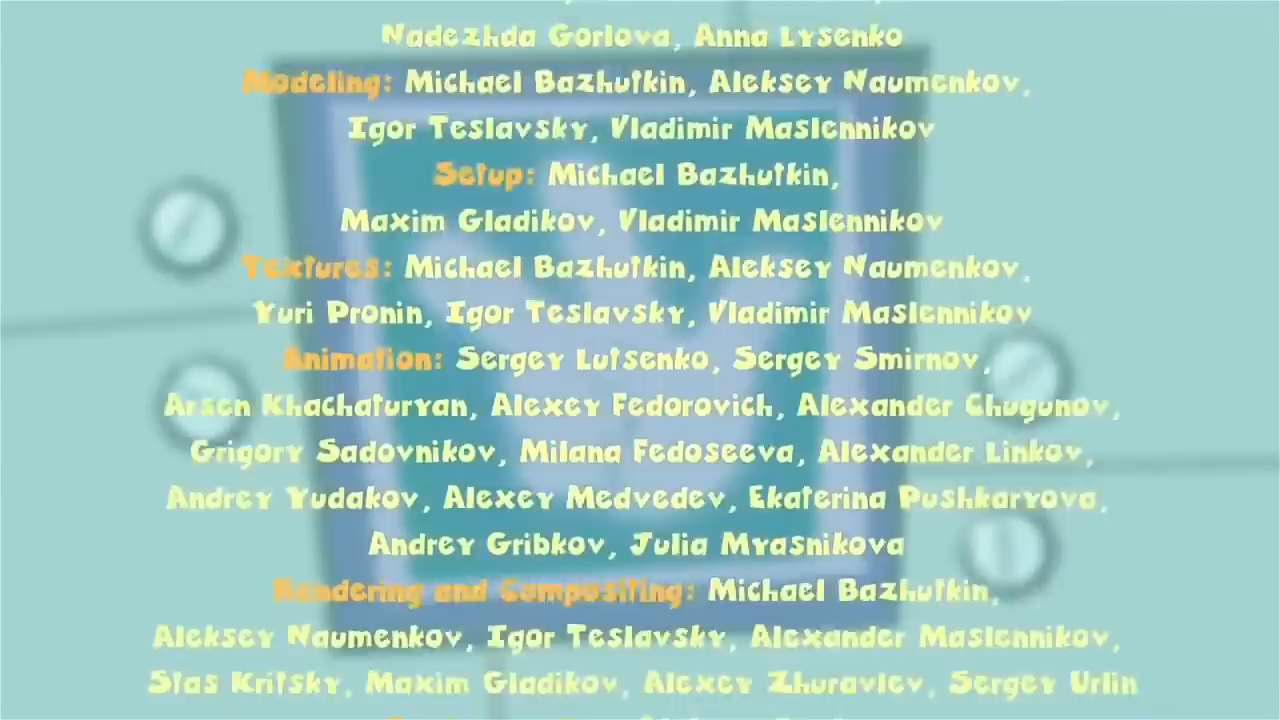 Nadezhda Gorlova, Anna Lysenko
Modeling: Michael Bazhutkin, Aleksey Naumenkov,
Igor Teslavsky, Vladimir Maslennikov
Setup: Michael Bazhutkin,
Maxim Gladikov, Vladimir Maslennikov
Textures: Michael Bazhutkin, Aleksey Naumenkov,
Yuri Pronin, Igor Teslavsky, Vladimir Maslennikov
Animation: Sergey Lutsenko, Sergey Smirnov,
Arsen Khachaturyan, Alexey Fedorovich, Alexander Chugunov,
Grigory Sadovnikov, Milana Fedoseeva, Alexander Linkov,
Andrey Yudakov, Alexey Medvedev, Ekaterina Pushkaryova,
Andrey Gribkov, Julia Myasnikova
Rendering and Compositing: Michael Bazhutkin,
Aleksey Naumenkov, Igor Teslavsky, Alexander Maslennikov,
Stas Kritsky, Maxim Gladikov, Alexey Zhuravlev, Sergey Urlin